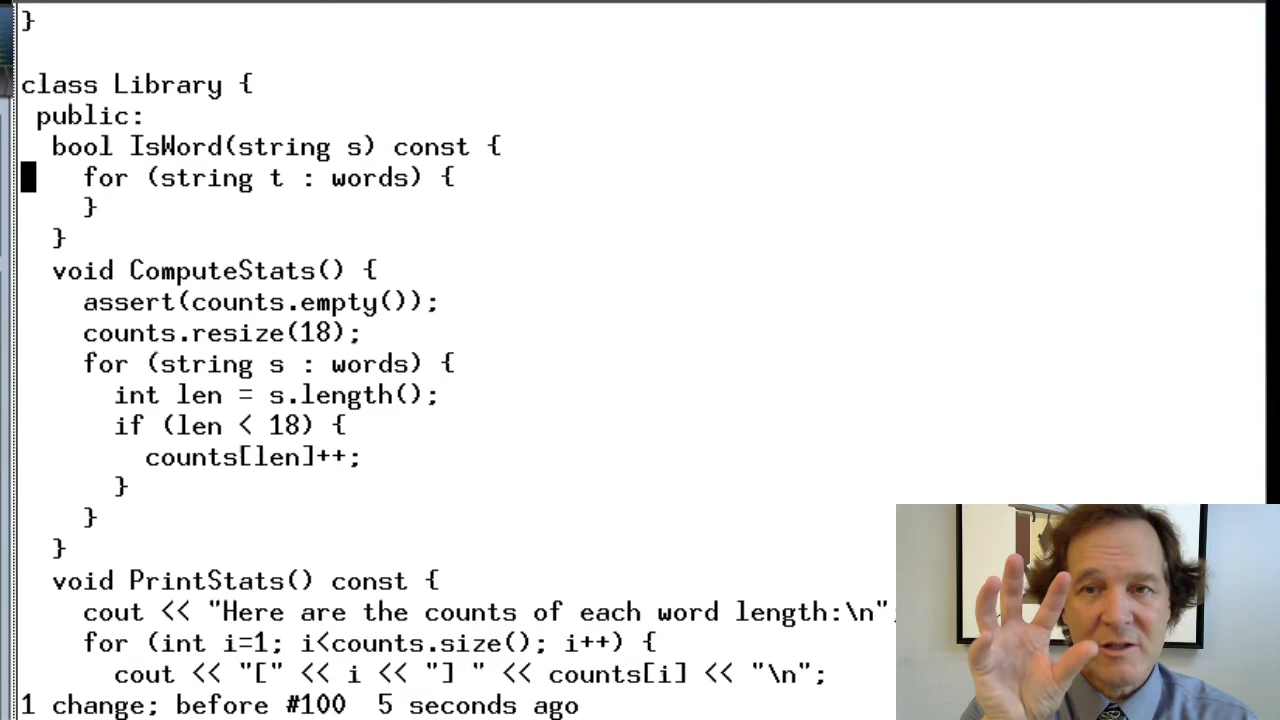 }
class Library {
public:
bool IsWord(string s) const {
for (string t : words) {
}
}
void ComputeStats() {
assert(counts.empty());
counts.resize(18);
for (string s : words) {
int len = s.length();
if (len < 18) {
counts[len]++;
}
}
}
void PrintStats() const {
cout << "Here are the counts of each word length:\n";
for (int i=1; i<counts.size(); i++) {
cout << "[" << i << "] " << counts[i] << "\n";
1 change; before #100  5 seconds ago